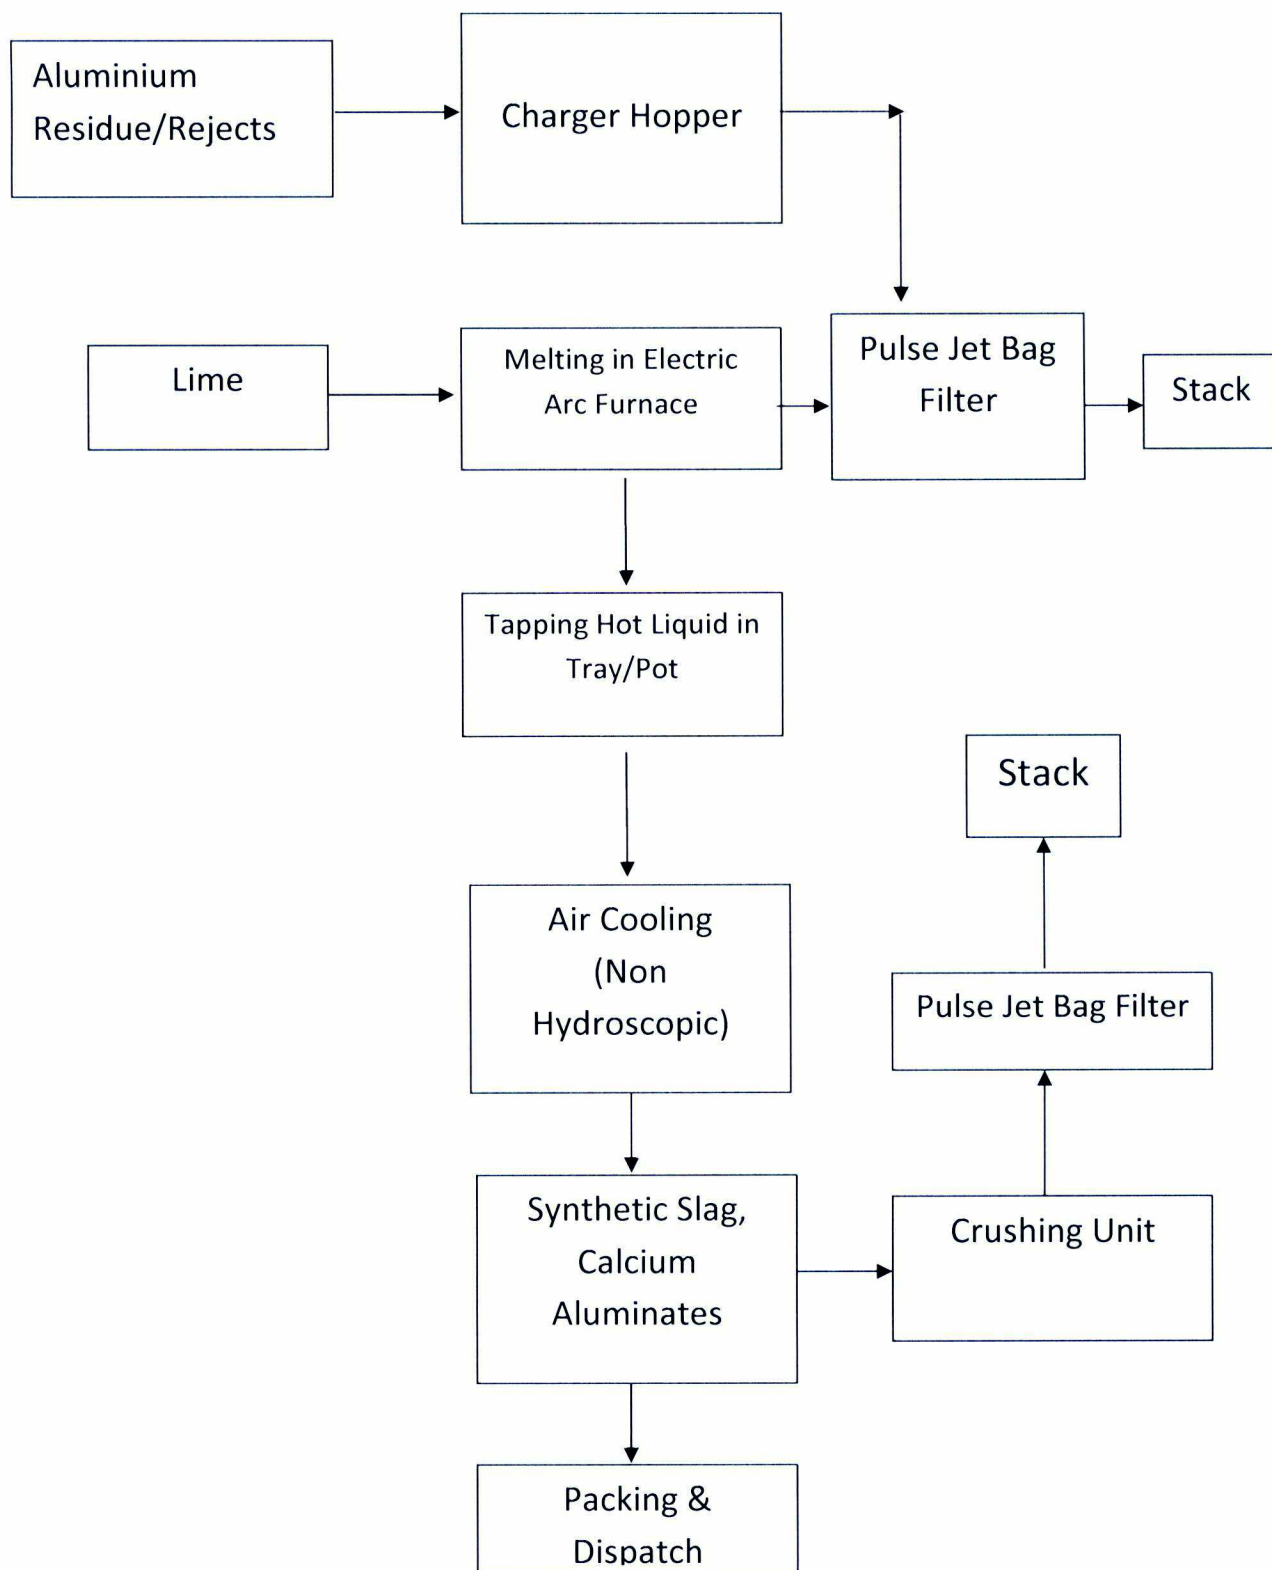 Aluminium
Residue/Rejects
Charger Hopper
Lime
Melting in Electric
Arc Furnace
Pulse Jet Bag
Filter
Stack
Tapping Hot Liquid in
Tray/Pot
Stack
Air Cooling
(Non
Hydroscopic)
Pulse Jet Bag Filter
Synthetic Slag,
Calcium
Aluminates
Crushing Unit
Packing &
Dispatch